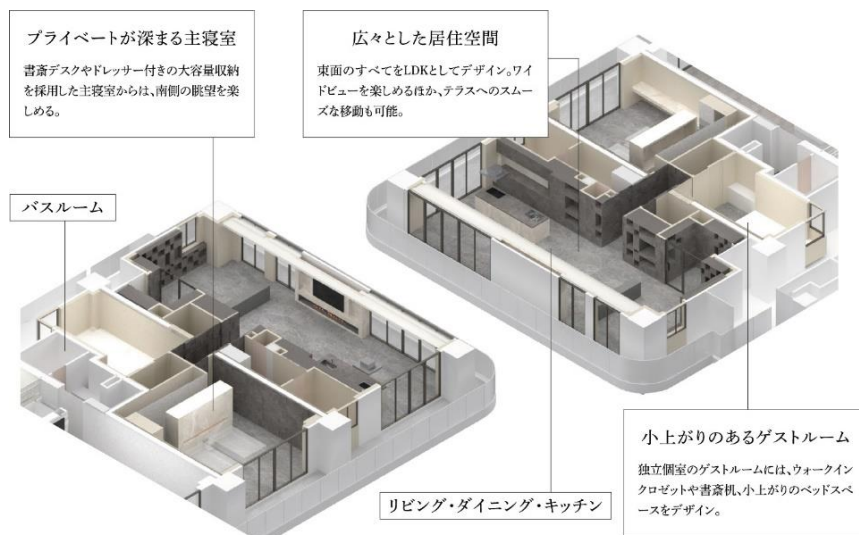 プライベートが深まる主寝室
書斎デスクやドレッサー付きの大容量収納
を採用した主寝室からは、南側の眺望を楽
しめる。
広々とした居住空間
東面のすべてをLDKとしてデザイン。ワイ
ドビューを楽しめるほか、テラスへのスムー
ズな移動も可能。
バスルーム
リビング・ダイニング・キッチン
小上がりのあるゲストルーム
独立個室のゲストルームには、ウォークイン
クロゼットや書斎机、小上がりのベッドスペ
ースをデザイン。